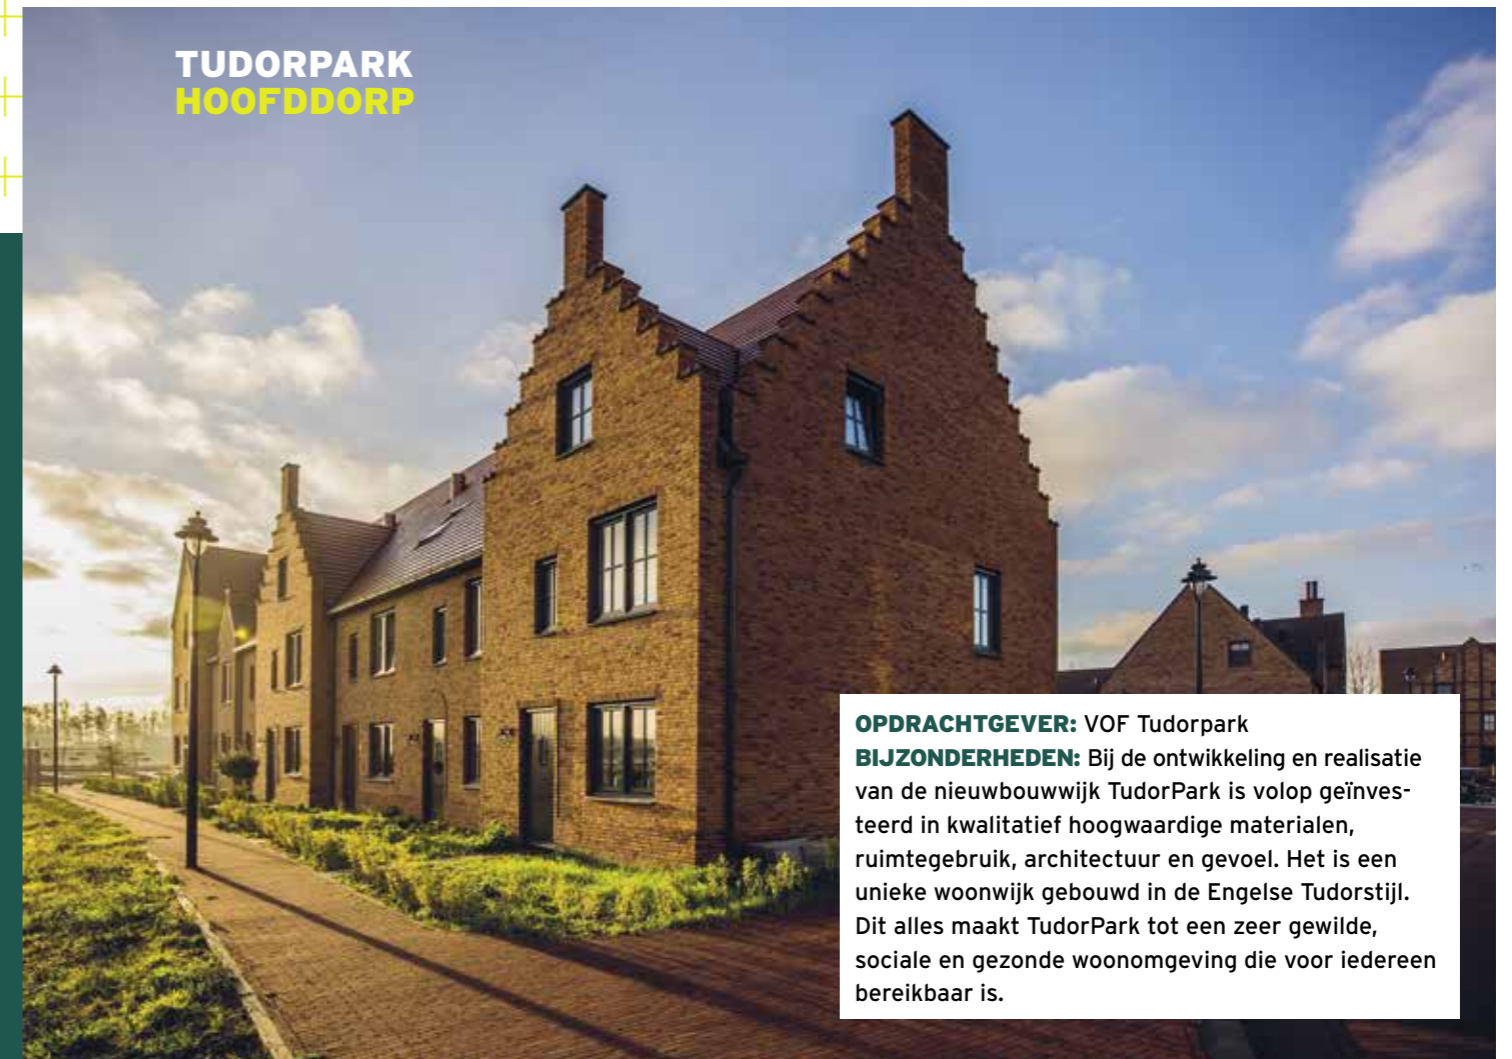 TUDORPARK
HOOFDDORP
OPDRACHTGEVER: VOF Tudorpark
BIJZONDERHEDEN: Bij de ontwikkeling en realisatie
van de nieuwbouwwijk TudorPark is volop geïnves-
teerd in kwalitatief hoogwaardige materialen,
ruimtegebruik, architectuur en gevoel. Het is een
unieke woonwijk gebouwd in de Engelse Tudorstijl.
Dit alles maakt TudorPark tot een zeer gewilde,
sociale en gezonde woonomgeving die voor iedereen
bereikbaar is.